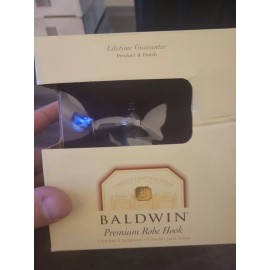 Lifetime Guarantee
Product & Finish
BALDWIN
Premium Robe Hook